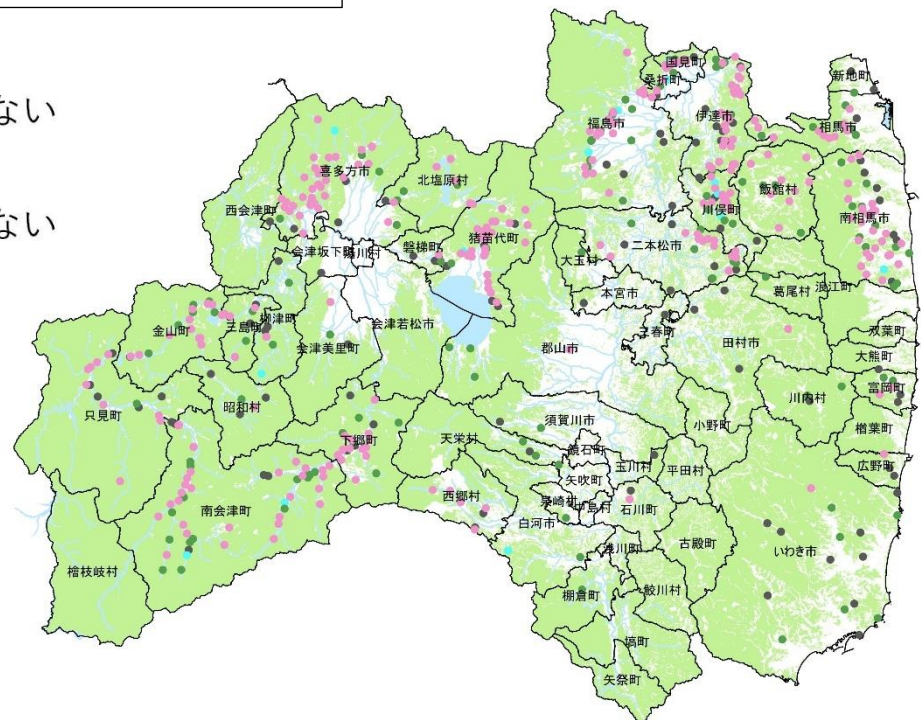 ない
ない
国見町
桑折町
新地町
伊達市
相馬市
福島市
喜多方市
北塩原村
飯舘村
西会津町
川俣町
南相馬市
猪苗代町
二本松市
磐梯町
会津坂下町
湯川村
大玉村
浪江町
葛尾村
本宮市
柳津町
金山町
三島町
会津若松市
三春町
双葉町
田村市
会津美里町
郡山市
大熊町
富岡町
川内村
只見町
昭和村
須賀川市
小野町
楢葉町
下郷町
天栄村
鏡石町
玉川村
平田村
広野町
矢吹町
西郷村
泉崎村
中島村
石川町
南会津町
白河市
古殿町
いわき市
浅川町
檜枝岐村
棚倉町
鮫川村
塙町
矢祭町